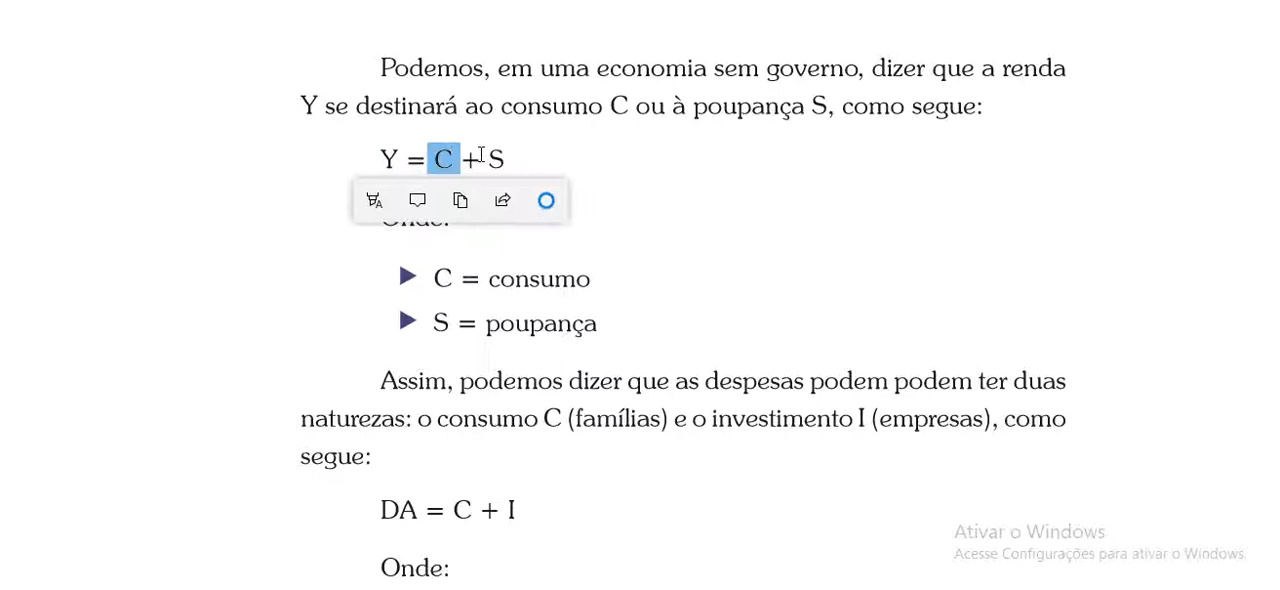 Podemos, em uma economia sem governo, dizer que a renda
Y se destinará ao consumo C ou à poupança S, como segue:
Y = C + S
Onde:
C = consumo
S = poupança
Assim, podemos dizer que as despesas podem podem ter duas
naturezas: o consumo C (famílias) e o investimento I (empresas), como
segue:
DA = C + I
Ativar o Windows
Acesse Configurações para ativar o Windows.
Onde: